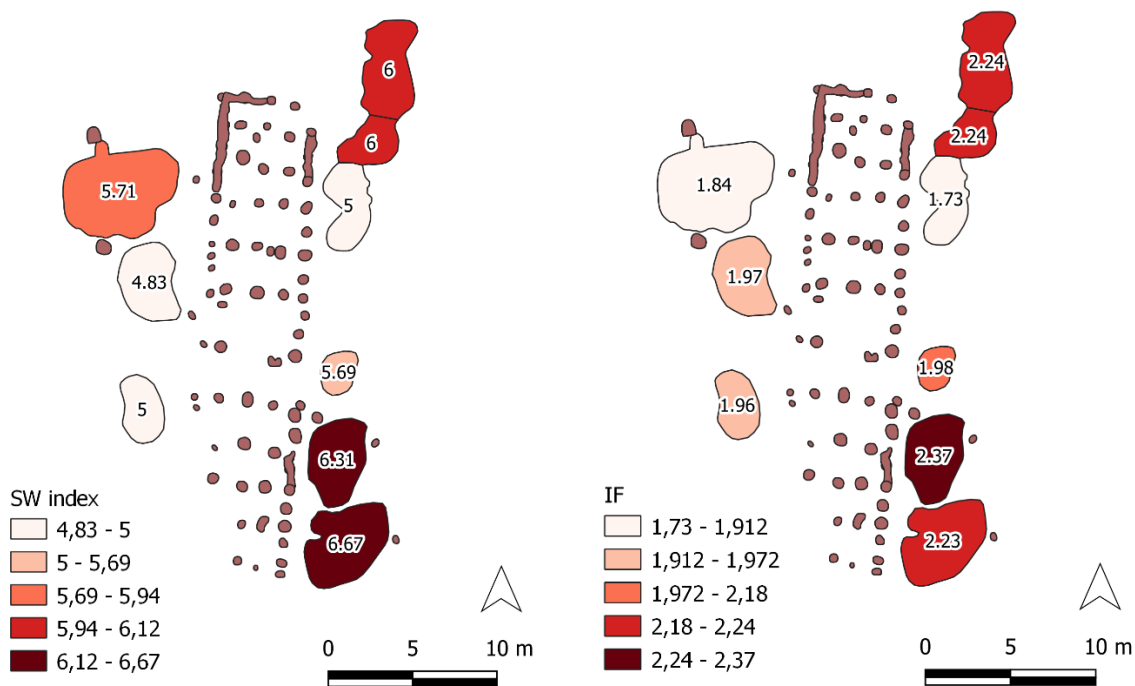 6
6
5.71
5
4.83
5.69
5
6.31
6.67
SW index
4,83 - 5
5 - 5,69
5,69 - 5,94
5,94 - 6,12
6,12 - 6,67
0 5 10 m
2.24
2.24
1.84
1.73
1.97
1.98
1.96
2.37
2.23
IF
1,73 - 1,912
1,912 - 1,972
1,972 - 2,18
2,18 - 2,24
2,24 - 2,37
0 5 10 m